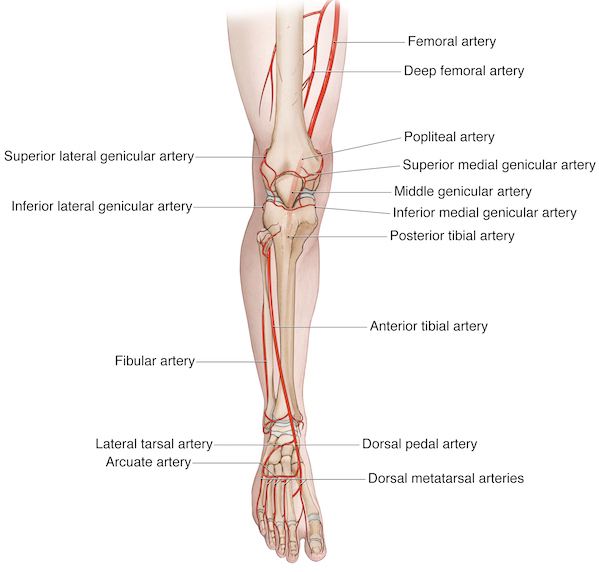 Femoral artery
Deep femoral artery
Popliteal artery
Superior lateral genicular artery
Superior medial genicular artery
Middle genicular artery
Inferior lateral genicular artery
Inferior medial genicular artery
Posterior tibial artery
Anterior tibial artery
Fibular artery
Lateral tarsal artery
Dorsal pedal artery
Arcuate artery
Dorsal metatarsal arteries